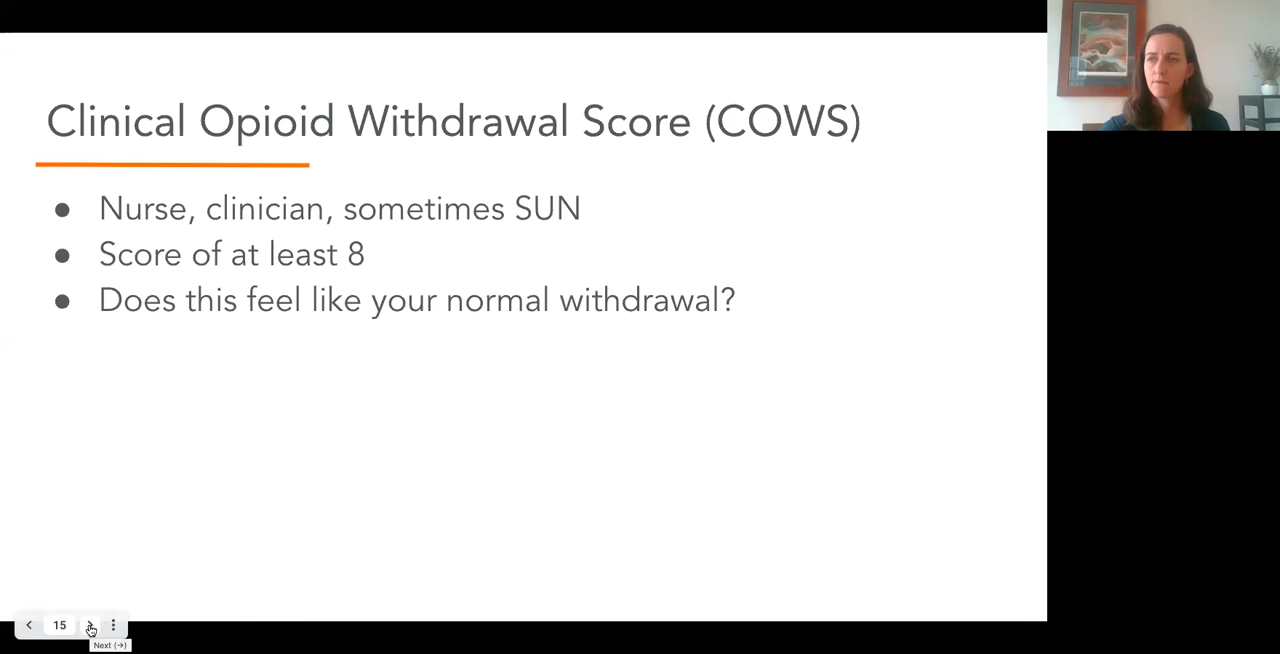 Clinical Opioid Withdrawal Score (COWS)
● Nurse, clinician, sometimes SUN
● Score of at least 8
● Does this feel like your normal withdrawal?
15
Next (→)